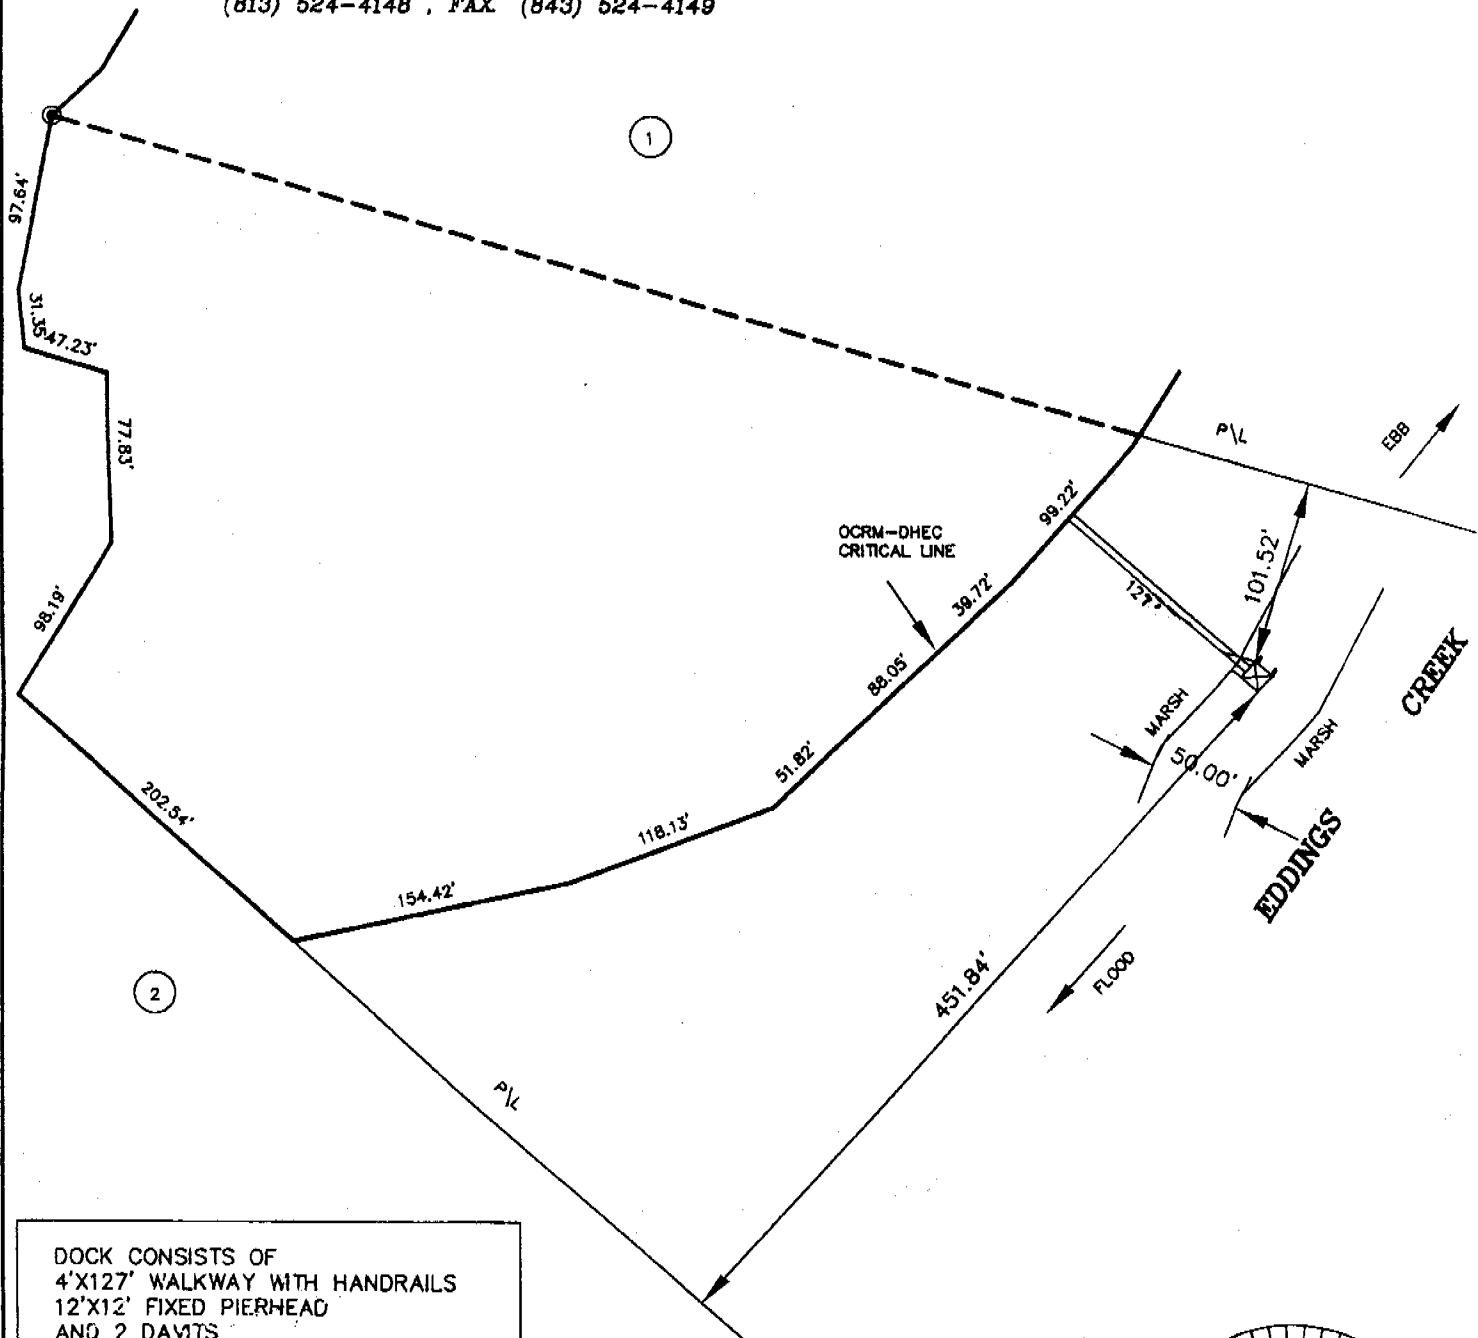 (813) 524-4148 , FAX (843) 524-4149
1
97.64'
31.35
47.23'
77.83'
98.19'
202.54'
154.42'
118.13'
51.82'
88.05'
39.72'
99.22'
OCRM-DHEC
CRITICAL LINE
P\L
EBB
101.52'
127'
MARSH
50.00'
MARSH
EDDINGS CREEK
451.84'
FLOOD
2
P\L
DOCK CONSISTS OF
4'X127' WALKWAY WITH HANDRAILS
12'X12' FIXED PIERHEAD
AND 2 DAVITS